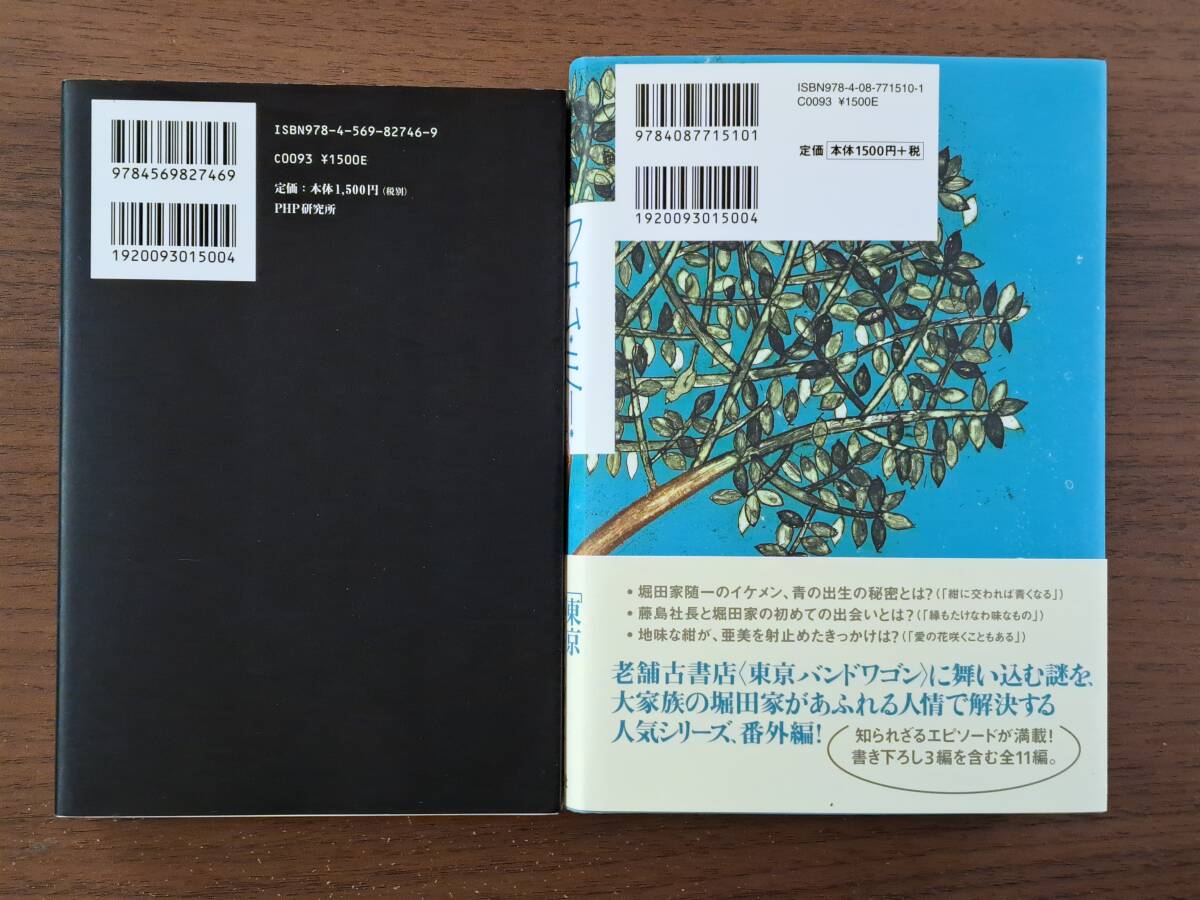 9784569827469
1920093015004
ISBN978-4-569-82746-9
C0093 ¥1500E
定価：本体1,500円（税別）
PHP研究所
9784087715101
1920093015004
ISBN978-4-08-771510-1
C0093 ¥1500E
定価 本体1500円+税
「東京
• 堀田家随一のイケメン、青の出生の秘密とは?(「紺に交われば青くなる」)
• 藤島社長と堀田家の初めての出会いとは?(「縁もたけなわ味なもの」)
• 地味な紺が、亜美を射止めたきっかけは?(「愛の花咲くこともある」)
老舗古書店〈東京バンドワゴン〉に舞い込む謎を、
大家族の堀田家があふれる人情で解決する
人気シリーズ、番外編!
知られざるエピソードが満載!
書き下ろし3編を含む全11編。